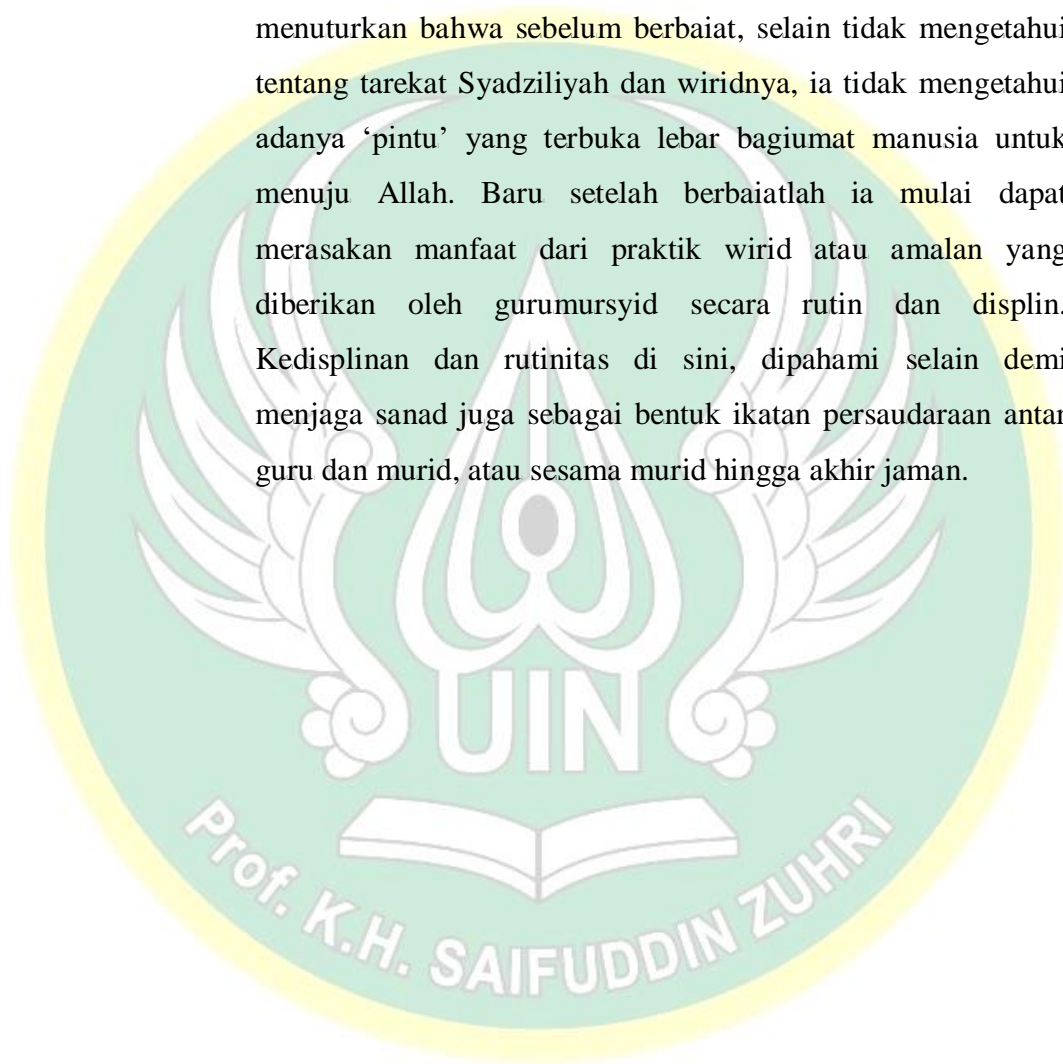 menuturkan bahwa sebelum berbaiat, selain tidak mengetahui
tentang tarekat Syadziliyah dan wiridnya, ia tidak mengetahui
adanya ‘pintu’ yang terbuka lebar bagiumat manusia untuk
menuju Allah. Baru setelah berbaiatlah ia mulai dapat
merasakan manfaat dari praktik wirid atau amalan yang
diberikan oleh gurumursyid secara rutin dan displin.
Kedisplinan dan rutinitas di sini, dipahami selain demi
menjaga sanad juga sebagai bentuk ikatan persaudaraan antar
guru dan murid, atau sesama murid hingga akhir jaman.
UIN
Prof. K.H. SAIFUDDIN ZUHRI